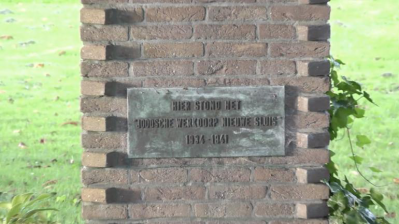 HIER STOND HET
JOODSCHE WERKDORP NIEUWE SLUIS
1934-1941